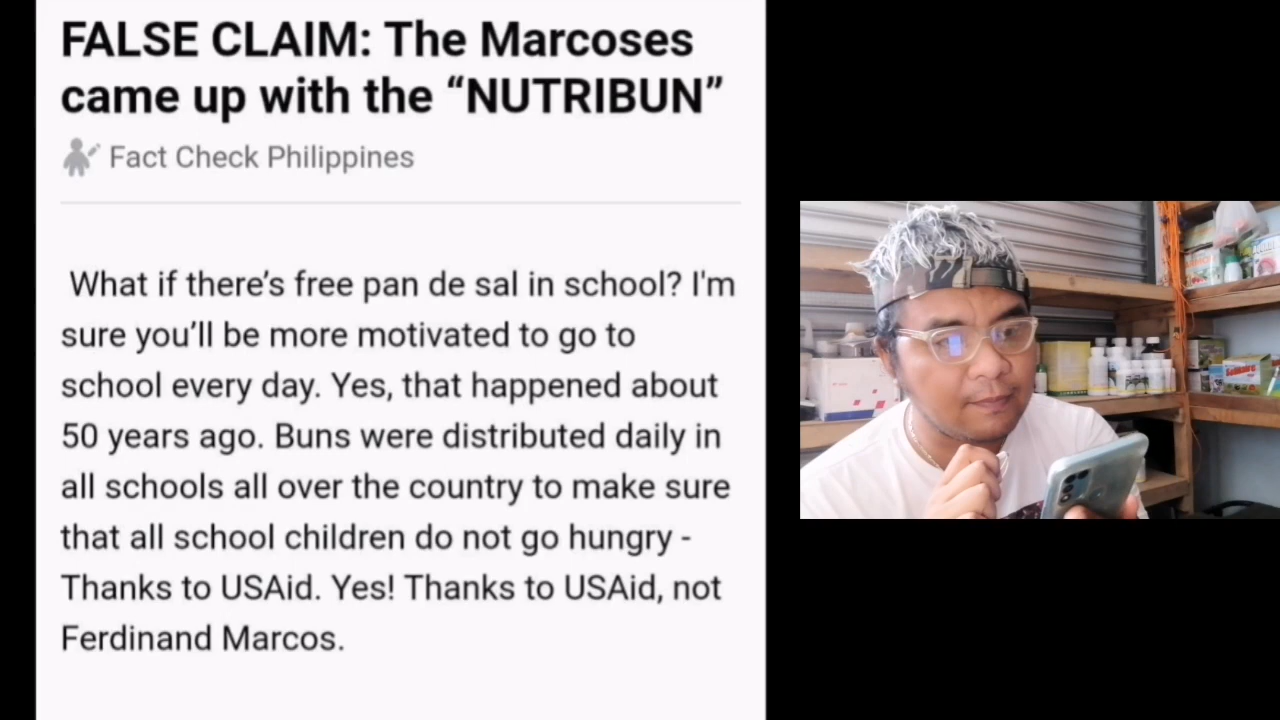 FALSE CLAIM: The Marcoses
came up with the “NUTRIBUN”
Fact Check Philippines
What if there’s free pan de sal in school? I'm
sure you’ll be more motivated to go to
school every day. Yes, that happened about
50 years ago. Buns were distributed daily in
all schools all over the country to make sure
that all school children do not go hungry -
Thanks to USAid. Yes! Thanks to USAid, not
Ferdinand Marcos.